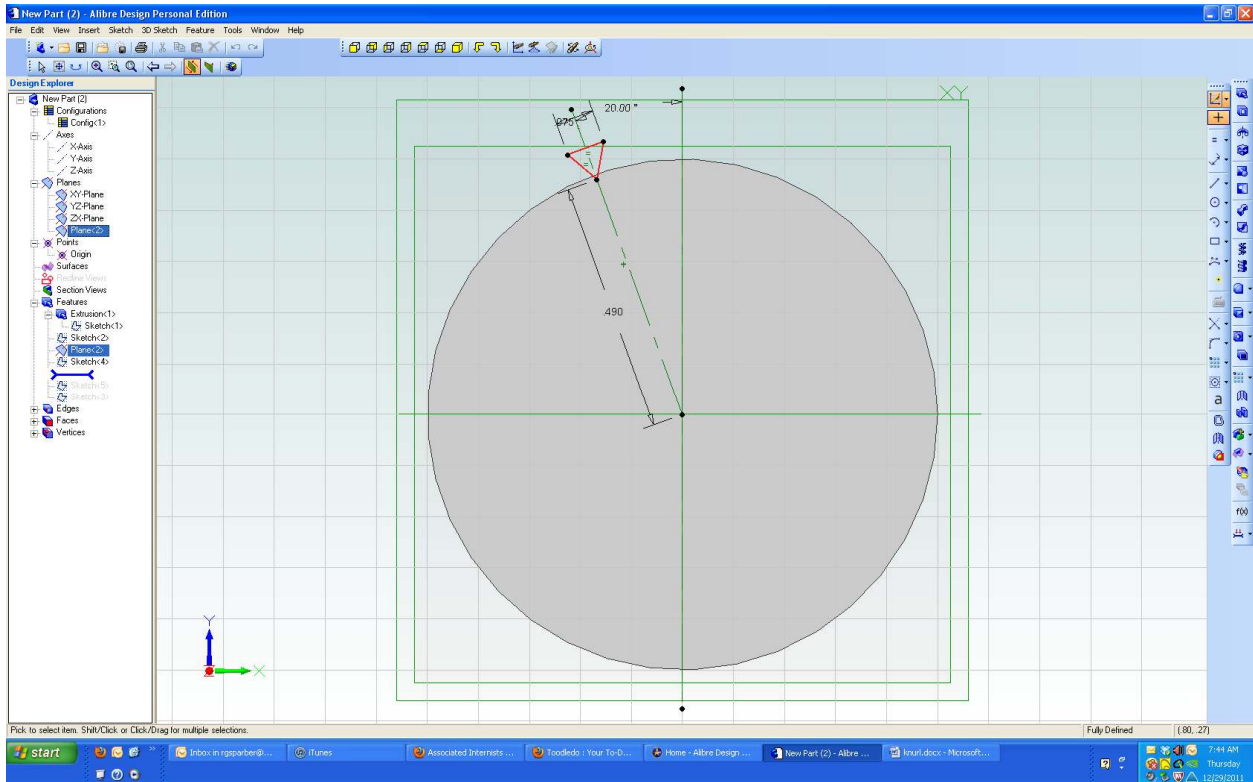 New Part (2) - Alibre Design Personal Edition
File Edit View Insert Sketch 3D Sketch Feature Tools Window Help
Design Explorer
New Part (2)
Configurations
Config<1>
Axes
X-Axis
Y-Axis
Z-Axis
Planes
XY-Plane
YZ-Plane
ZX-Plane
Plane<2>
Points
Origin
Surfaces
Redline Views
Section Views
Features
Extrusion<1>
Sketch<1>
Sketch<2>
Plane<2>
Sketch<4>
Sketch<5>
Sketch<3>
Edges
Faces
Vertices
XY
20.00 °
.075
.490
Y
X
a
f(x)
Pick to select item. Shift/Click or Click/Drag for multiple selections.
Fully Defined
(.80, .27)
start
Inbox in rgsparber@...
iTunes
Associated Internists ...
Toodledo : Your To-D...
Home - Alibre Design ...
New Part (2) - Alibre ...
knurl.docx - Microsoft...
7:44 AM
Thursday
12/29/2011